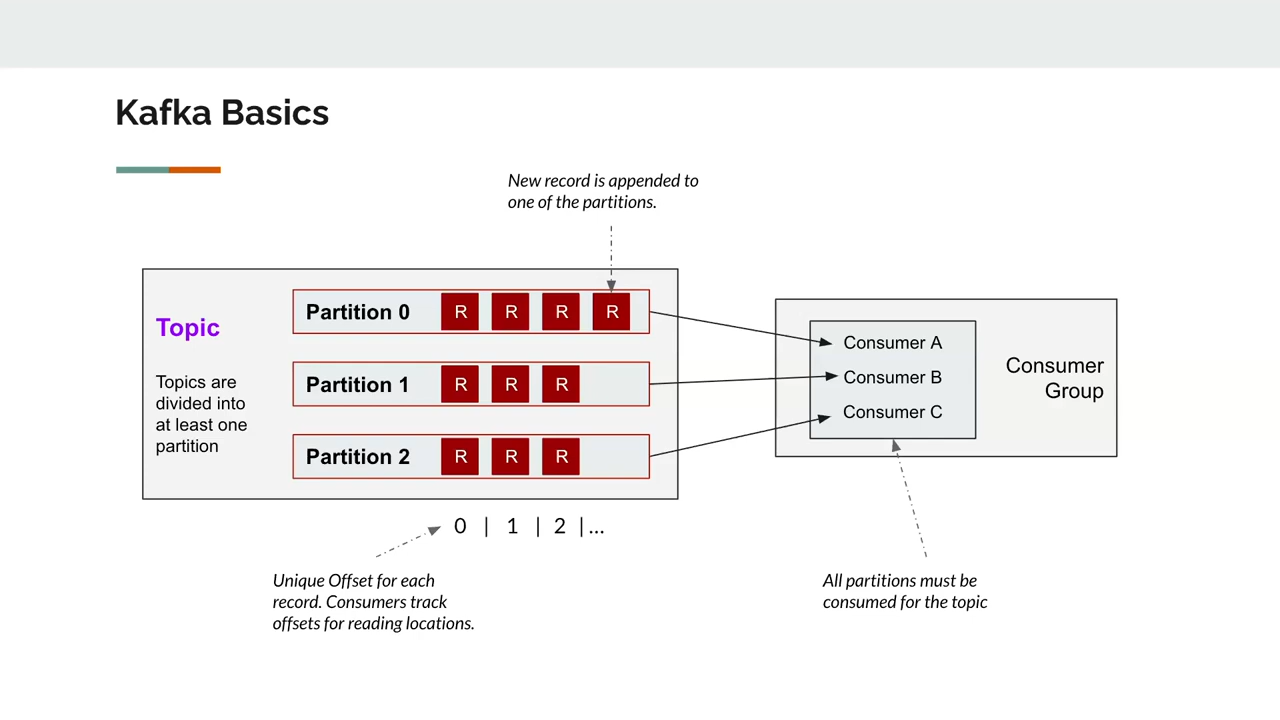 Kafka Basics
New record is appended to
one of the partitions.
Topic
Topics are
divided into
at least one
partition
Partition 0 R R R R
Partition 1 R R R
Partition 2 R R R
Consumer A
Consumer B
Consumer C
Consumer
Group
0 | 1 | 2 |...
Unique Offset for each
record. Consumers track
offsets for reading locations.
All partitions must be
consumed for the topic